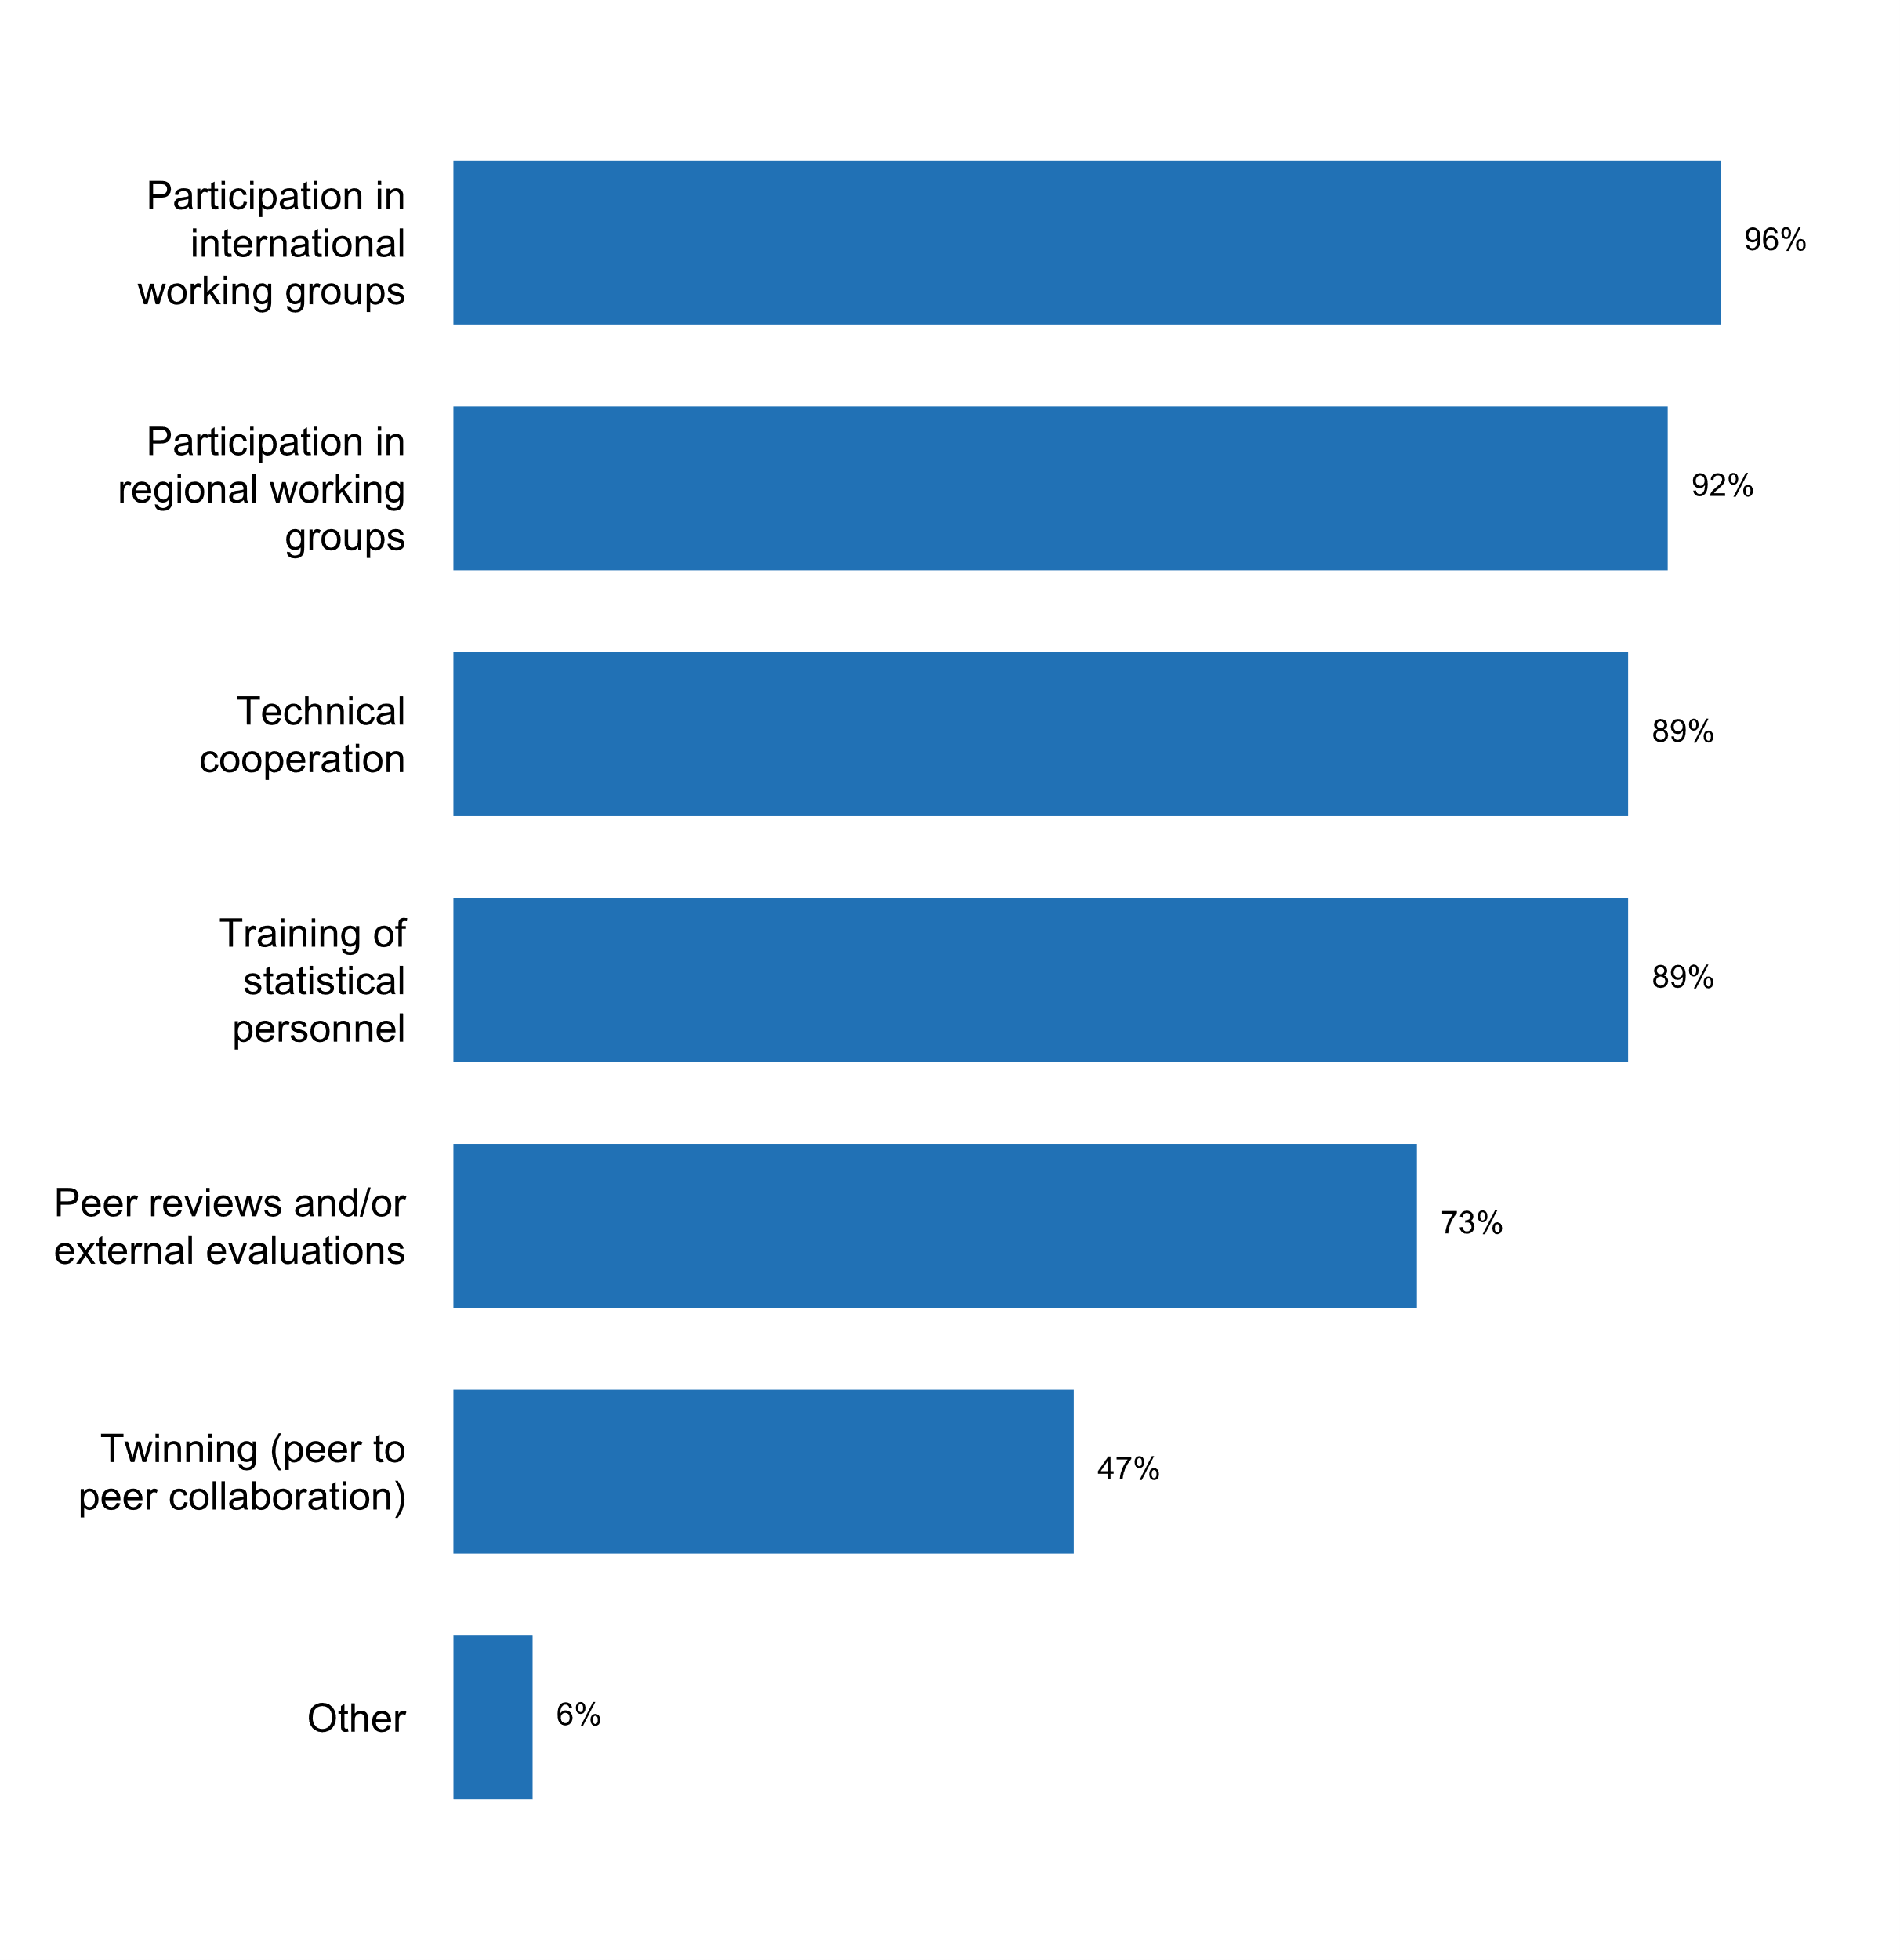 Participation in
international
working groups
96%
Participation in
regional working
groups
92%
Technical
cooperation
89%
Training of
statistical
personnel
89%
Peer reviews and/or
external evaluations
73%
Twinning (peer to
peer collaboration)
47%
Other
6%